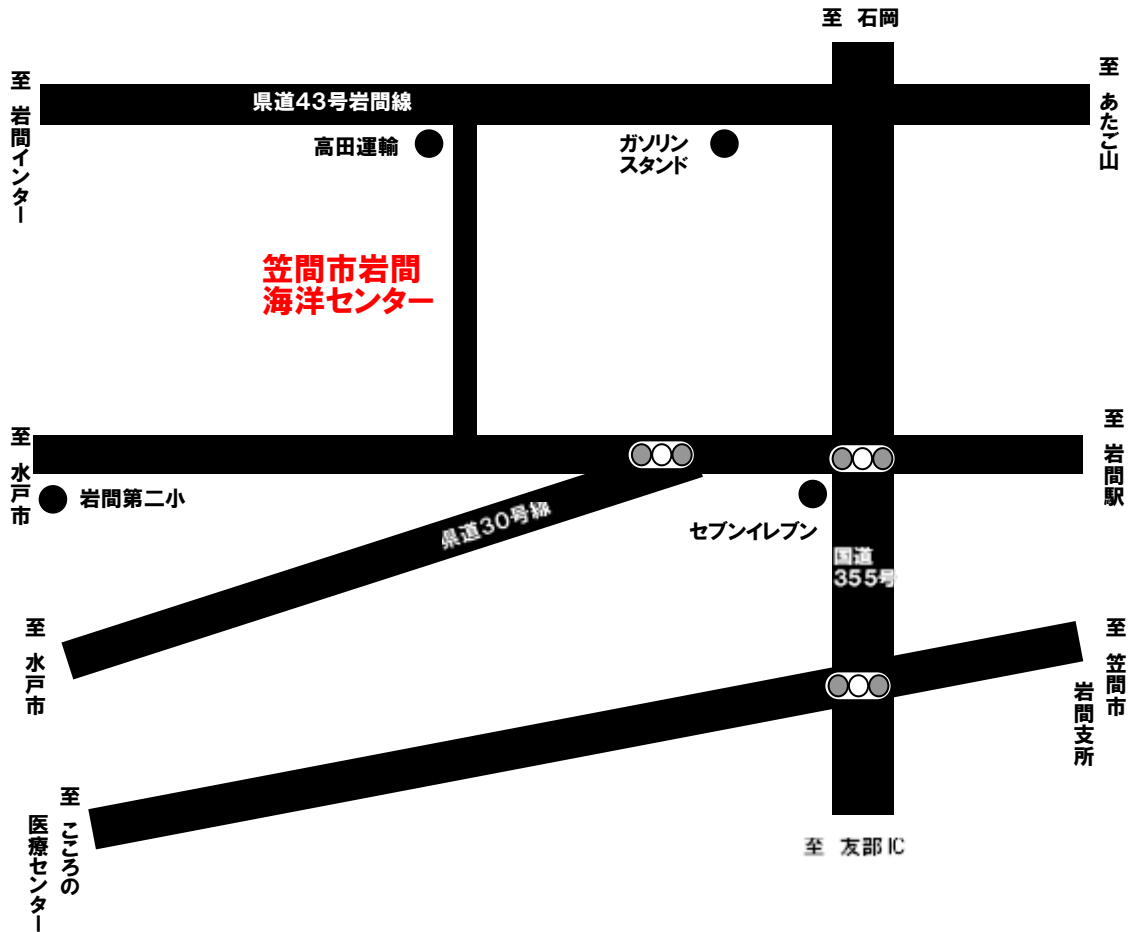 至 石岡
至 岩間インター
県道43号岩間線
至 あたご山
高田運輸
ガソリン
スタンド
笠間市岩間
海洋センター
至 水戸市
至 岩間駅
岩間第二小
県道30号線
セブンイレブン
国道
355号
至 水戸市
至 笠間市
岩間支所
至 こころの
医療センター
至 友部IC